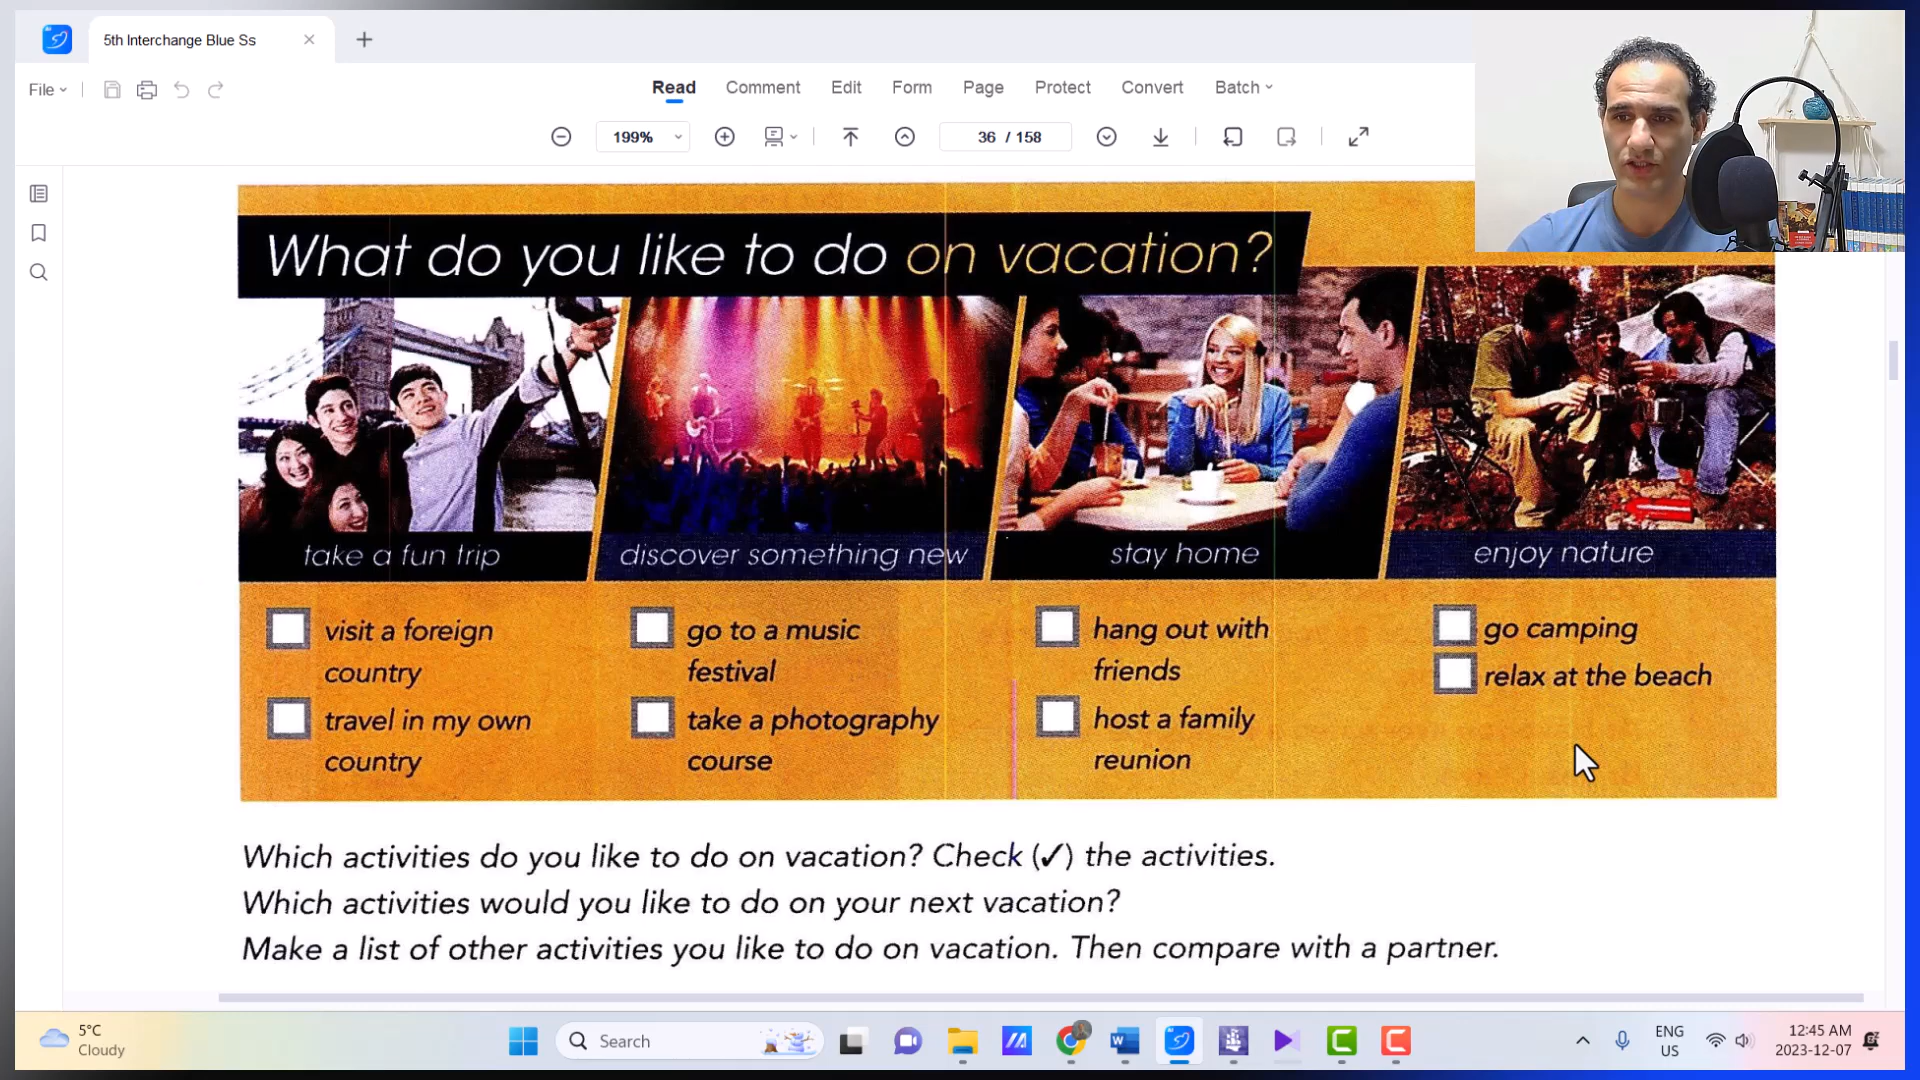 5th Interchange Blue Ss
File
Read Comment Edit Form Page Protect Convert Batch
199%
36 / 158
What do you like to do on vacation?
take a fun trip
discover something new
stay home
enjoy nature
visit a foreign
country
travel in my own
country
go to a music
festival
take a photography
course
hang out with
friends
host a family
reunion
go camping
relax at the beach
Which activities do you like to do on vacation? Check (✓) the activities.
Which activities would you like to do on your next vacation?
Make a list of other activities you like to do on vacation. Then compare with a partner.
5°C
Cloudy
Search
ENG
US
12:45 AM
2023-12-07